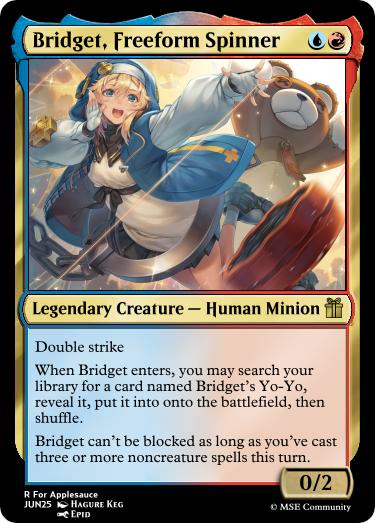 Bridget, Freeform Spinner
Legendary Creature — Human Minion
Double strike
When Bridget enters, you may search your
library for a card named Bridget's Yo-Yo,
reveal it, put it into onto the battlefield, then
shuffle.
Bridget can't be blocked as long as you've cast
three or more noncreature spells this turn.
0/2
R For Applesauce
JUN25 Hagure Keg
Epid
© MSE Community